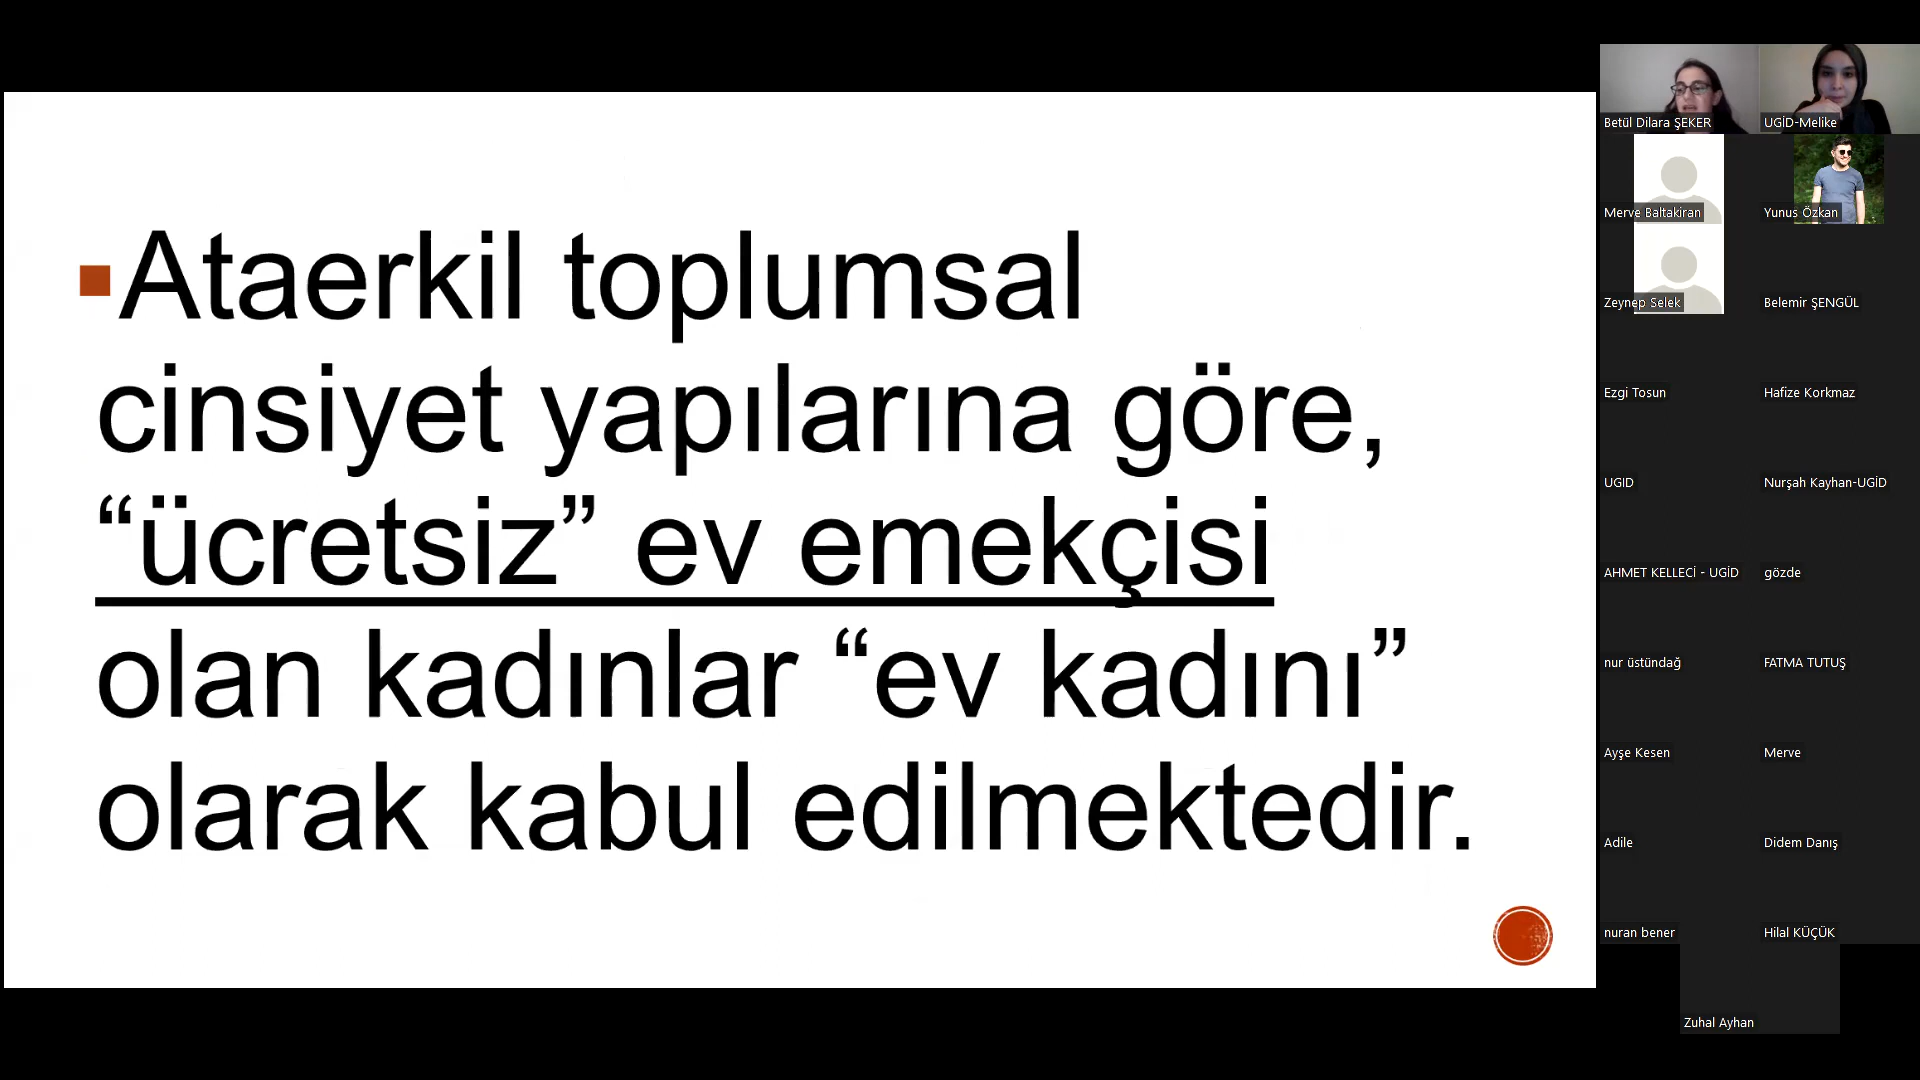 Ataerkil toplumsal
cinsiyet yapılarına göre,
“ücretsiz” ev emekçisi
olan kadınlar “ev kadını”
olarak kabul edilmektedir.
Betül Dilara ŞEKER
UGİD-Melike
Merve Baltakiran
Yunus Özkan
Zeynep Selek
Belemir ŞENGÜL
Ezgi Tosun
Hafize Korkmaz
UGID
Nurşah Kayhan-UGİD
AHMET KELLECİ - UGİD
gözde
nur üstündağ
FATMA TUTUŞ
Ayşe Kesen
Merve
Adile
Didem Danış
nuran bener
Hilal KÜÇÜK
Zuhal Ayhan